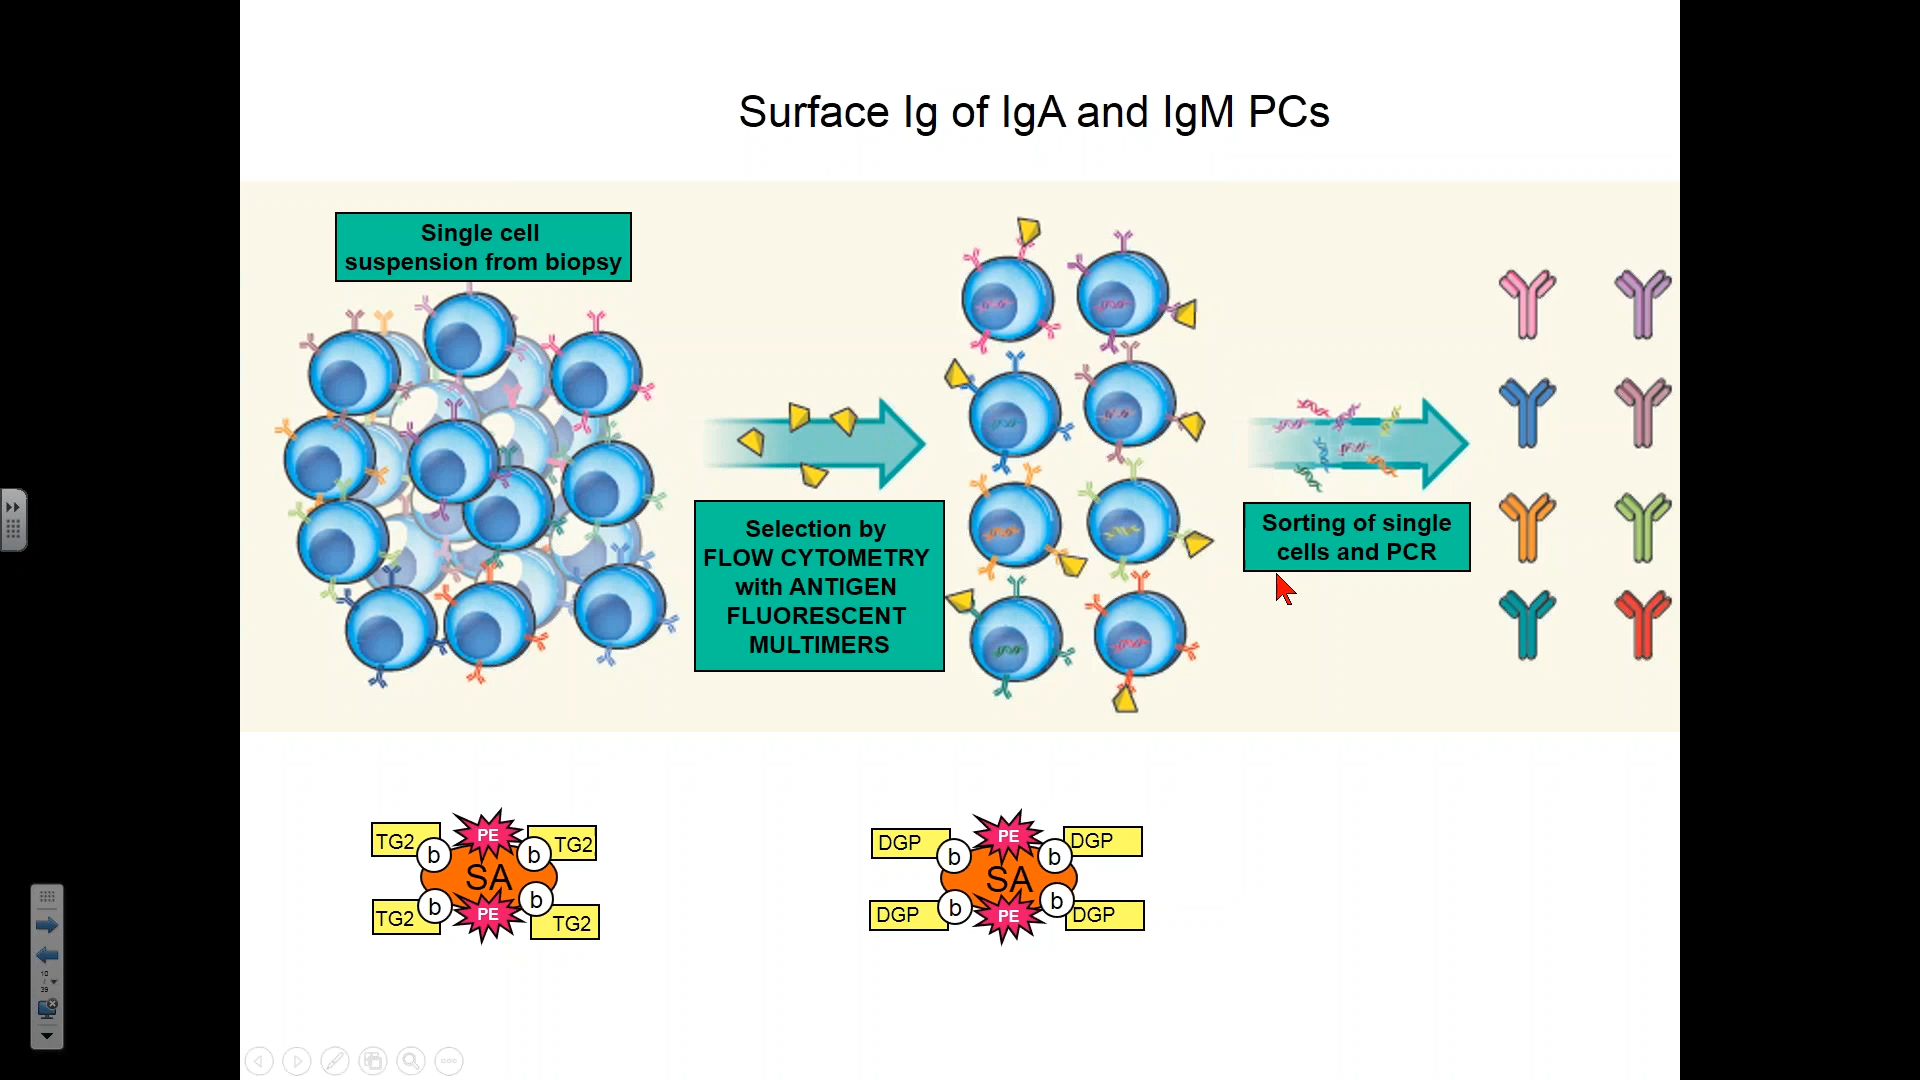 Surface Ig of IgA and IgM PCs
Single cell
suspension from biopsy
Selection by
FLOW CYTOMETRY
with ANTIGEN
FLUORESCENT
MULTIMERS
Sorting of single
cells and PCR
TG2
b
PE
b
TG2
SA
TG2
b
PE
b
TG2
DGP
b
PE
b
DGP
SA
DGP
b
PE
b
DGP
10
39